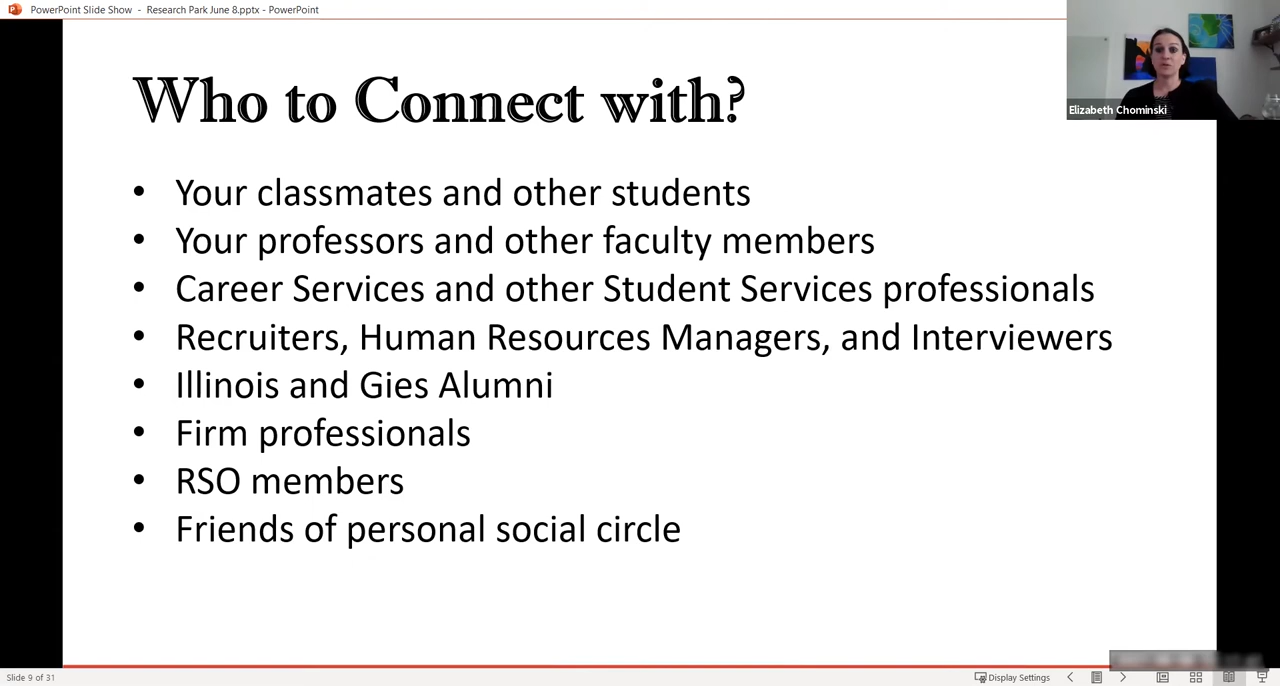 PowerPoint Slide Show - Research Park June 8.pptx - PowerPoint
Elizabeth Chominski
Who to Connect with?
• Your classmates and other students
• Your professors and other faculty members
• Career Services and other Student Services professionals
• Recruiters, Human Resources Managers, and Interviewers
• Illinois and Gies Alumni
• Firm professionals
• RSO members
• Friends of personal social circle
Slide 9 of 31
Display Settings